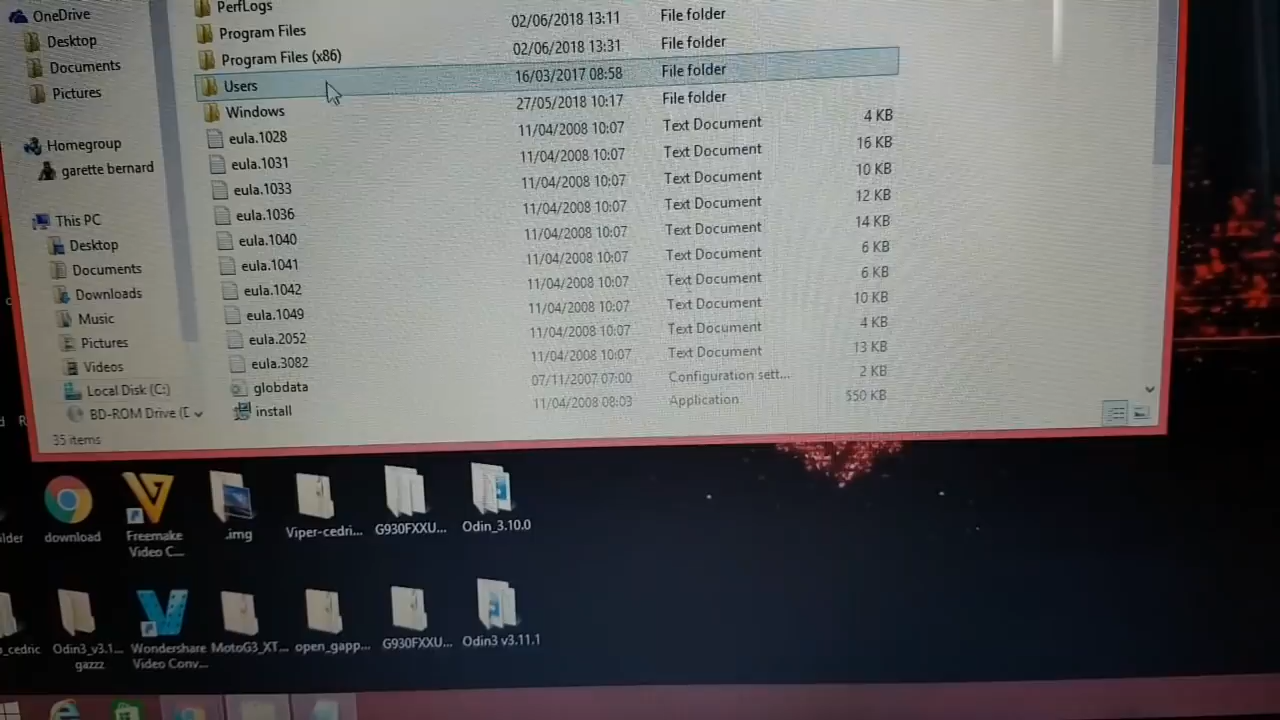 OneDrive
Desktop
Documents
Pictures
Homegroup
garette bernard
This PC
Desktop
Documents
Downloads
Music
Pictures
Videos
Local Disk (C:)
BD-ROM Drive (D
35 items
PerfLogs
Program Files 02/06/2018 13:11 File folder
Program Files (x86) 02/06/2018 13:31 File folder
Users 16/03/2017 08:58 File folder
Windows 27/05/2018 10:17 File folder
eula.1028 11/04/2008 10:07 Text Document 4 KB
eula.1031 11/04/2008 10:07 Text Document 16 KB
eula.1033 11/04/2008 10:07 Text Document 10 KB
eula.1036 11/04/2008 10:07 Text Document 12 KB
eula.1040 11/04/2008 10:07 Text Document 14 KB
eula.1041 11/04/2008 10:07 Text Document 6 KB
eula.1042 11/04/2008 10:07 Text Document 6 KB
eula.1049 11/04/2008 10:07 Text Document 10 KB
eula.2052 11/04/2008 10:07 Text Document 4 KB
eula.3082 11/04/2008 10:07 Text Document 13 KB
globdata 07/11/2007 07:00 Configuration sett... 2 KB
install 11/04/2008 08:03 Application 550 KB
download
Freemake
Video C...
.img
Viper-cedri...
G930FXXU...
Odin_3.10.0
_cedric
Odin3_v3.1...
gazzz
Wondershare
Video Conv...
MotoG3_XT...
open_gapp...
G930FXXU...
Odin3 v3.11.1